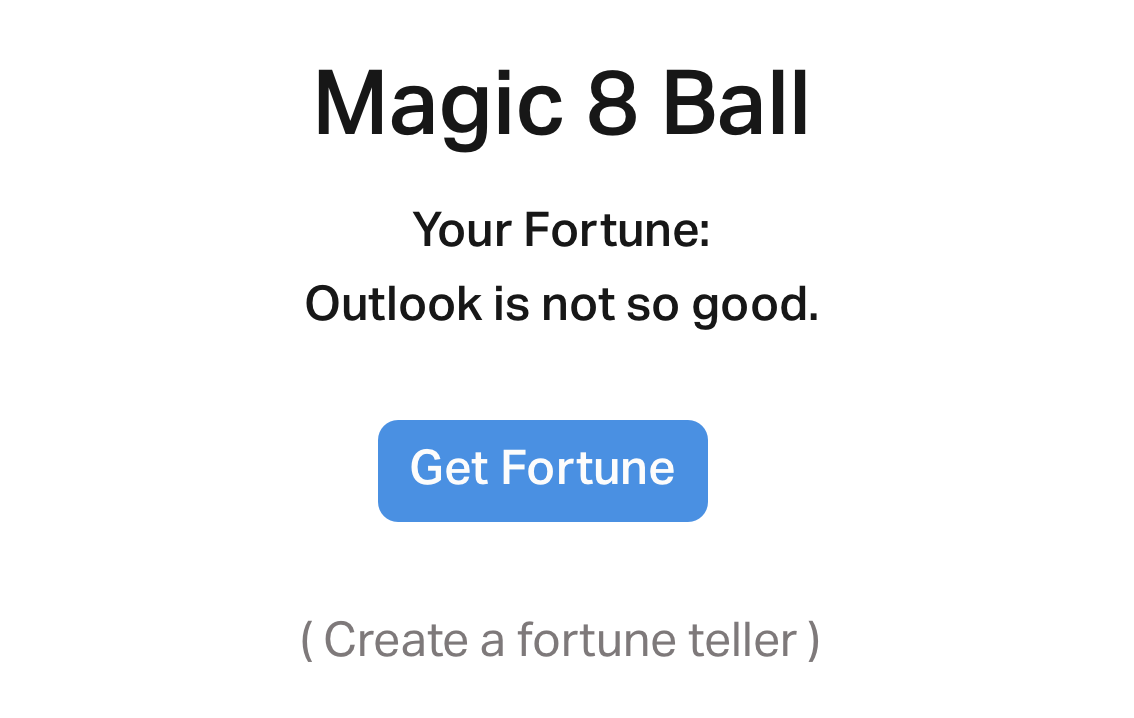 Magic 8 Ball
Your Fortune:
Outlook is not so good.
Get Fortune
( Create a fortune teller )